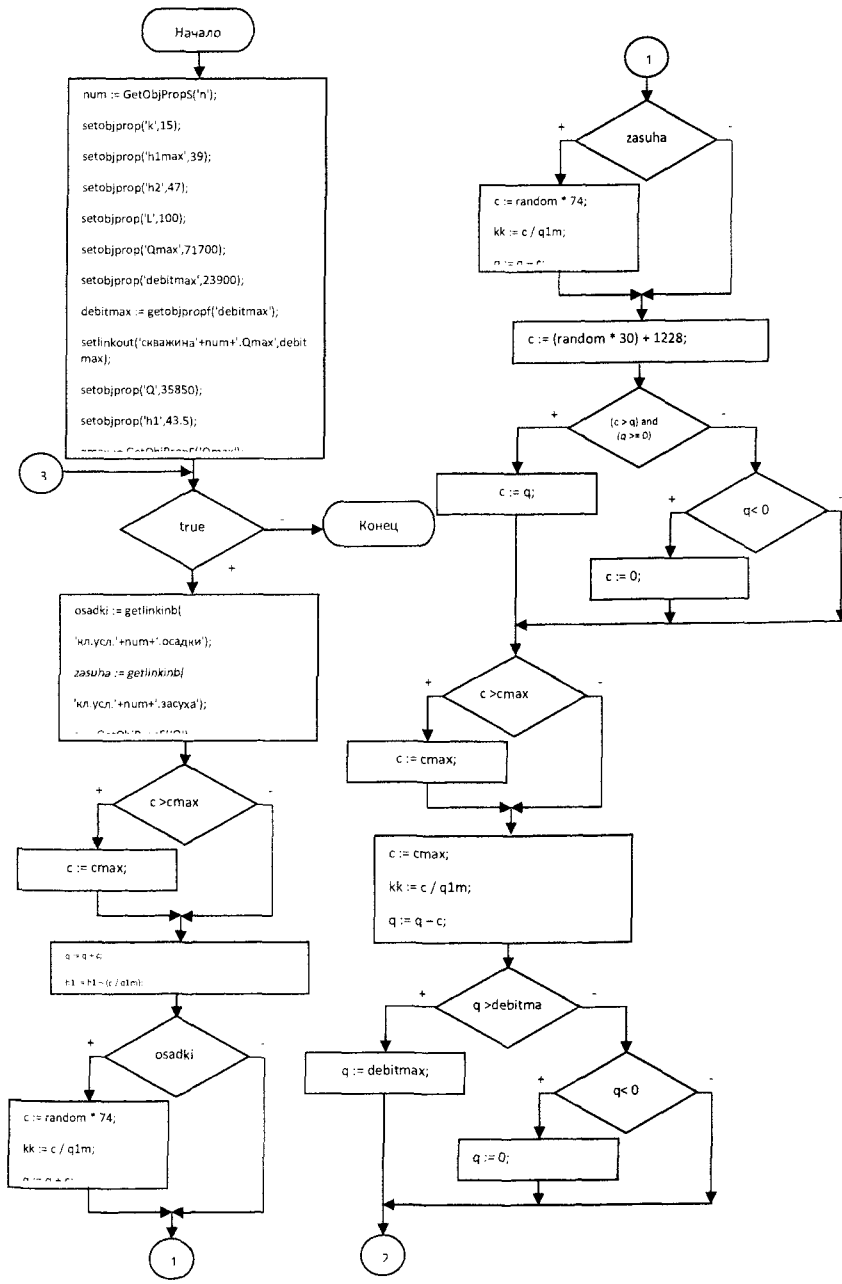 Начало
num := GetObjPropS('n');
setobjprop('k',15);
setobjprop('h1max',39);
setobjprop('h2',47);
setobjprop('L',100);
setobjprop('Qmax',71700);
setobjprop('debitmax',23900);
debitmax := getobjpropf('debitmax');
setlinkout('скважина'+num+'.Qmax',debit
max);
setobjprop('Q',35850);
setobjprop('h1',43.5);
3
true
+
-
Конец
osadki := getlinkinb(
'кл.усл.'+num+'.осадки');
zasuha := getlinkinb(
'кл.усл.'+num+'.засуха');
c >cmax
+
-
c := cmax;
h1 := h1 – (c / q1m);
osadki
+
-
c := random * 74;
kk := c / q1m;
q := q + c;
1
1
zasuha
+
-
c := random * 74;
kk := c / q1m;
q := q – c;
c := (random * 30) + 1228;
(c > q) and
(q >= 0)
+
-
c := q;
q< 0
+
-
c := 0;
c >cmax
+
-
c := cmax;
c := cmax;
kk := c / q1m;
q := q – c;
q >debitma
+
-
q := debitmax;
q< 0
+
-
q := 0;
2